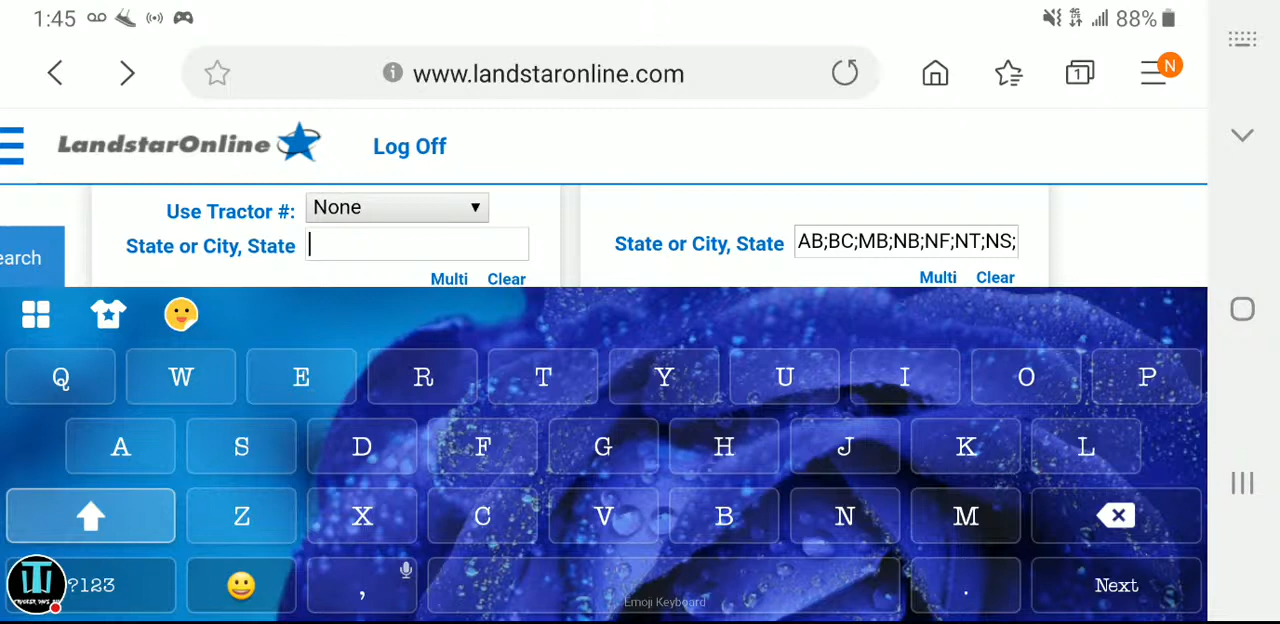 1:45 88%
www.landstaronline.com 1 N
LandstarOnline Log Off
Use Tractor #: None
State or City, State State or City, State AB;BC;MB;NB;NF;NT;NS;
earch
Multi Clear Multi Clear
Q W E R T Y U I O P
A S D F G H J K L
Z X C V B N M
?123 , Emoji Keyboard . Next